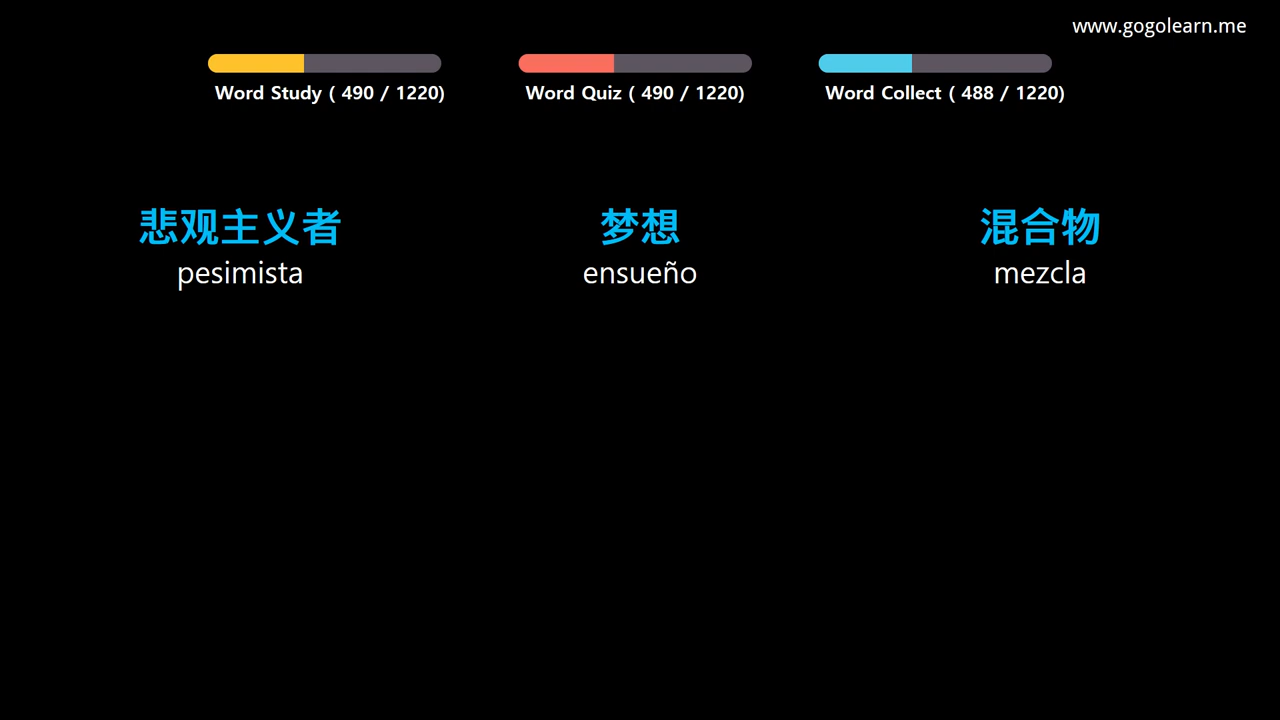 www.gogolearn.me
Word Study ( 490 / 1220)
Word Quiz ( 490 / 1220)
Word Collect ( 488 / 1220)
悲观主义者
pesimista
梦想
ensueño
混合物
mezcla